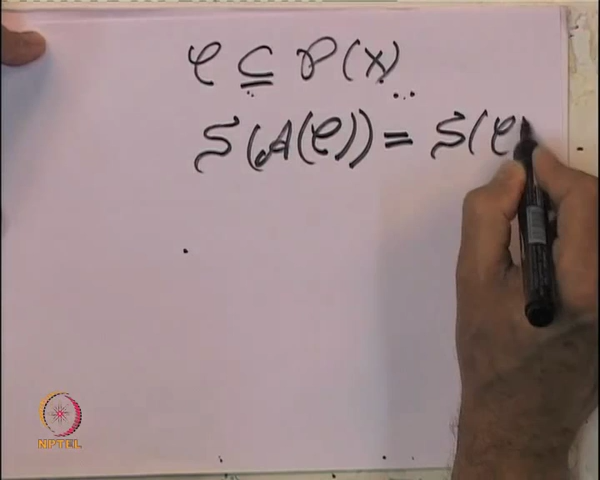 𝒞 ⊆ 𝒫(X)
𝒮(𝒜(𝒞)) = 𝒮(𝒞
NPTEL